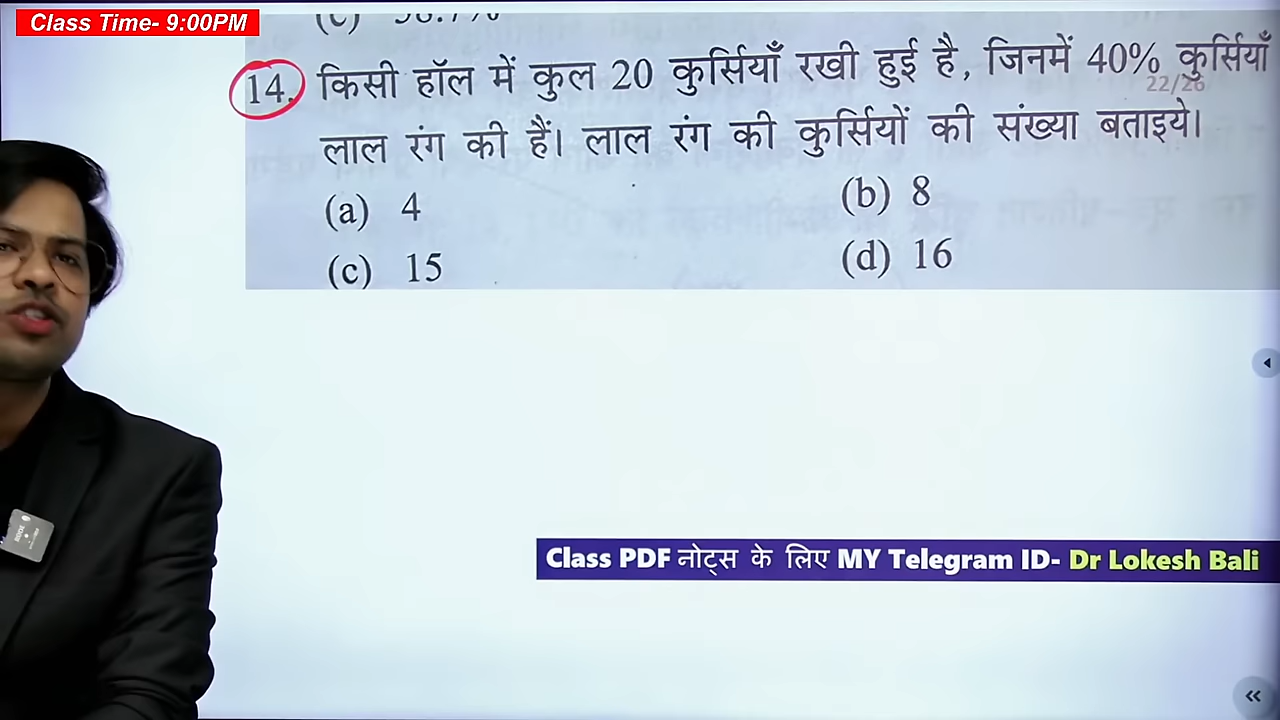 Class Time- 9:00PM
14. किसी हॉल में कुल 20 कुर्सियाँ रखी हुई है, जिनमें 40% कुर्सियाँ
22/26
लाल रंग की हैं। लाल रंग की कुर्सियों की संख्या बताइये।
(a) 4
(b) 8
(c) 15
(d) 16
Class PDF नोट्स के लिए MY Telegram ID- Dr Lokesh Bali